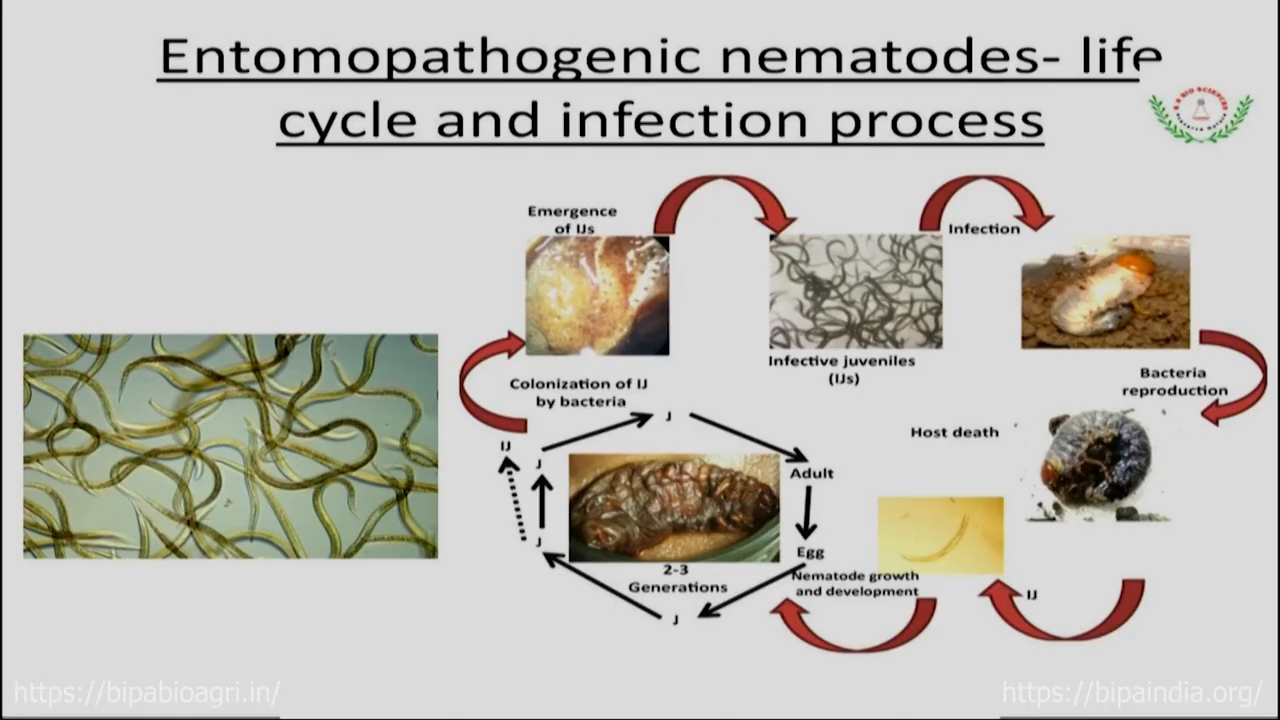 Entomopathogenic nematodes- life
cycle and infection process
Emergence
of IJs
Infection
Infective juveniles
(IJs)
Bacteria
reproduction
Colonization of IJ
by bacteria
Host death
J
IJ
J
Adult
J
Egg
2-3
Generations
Nematode growth
and development
IJ
J
https://bipabioagri.in/
https://bipaindia.org/